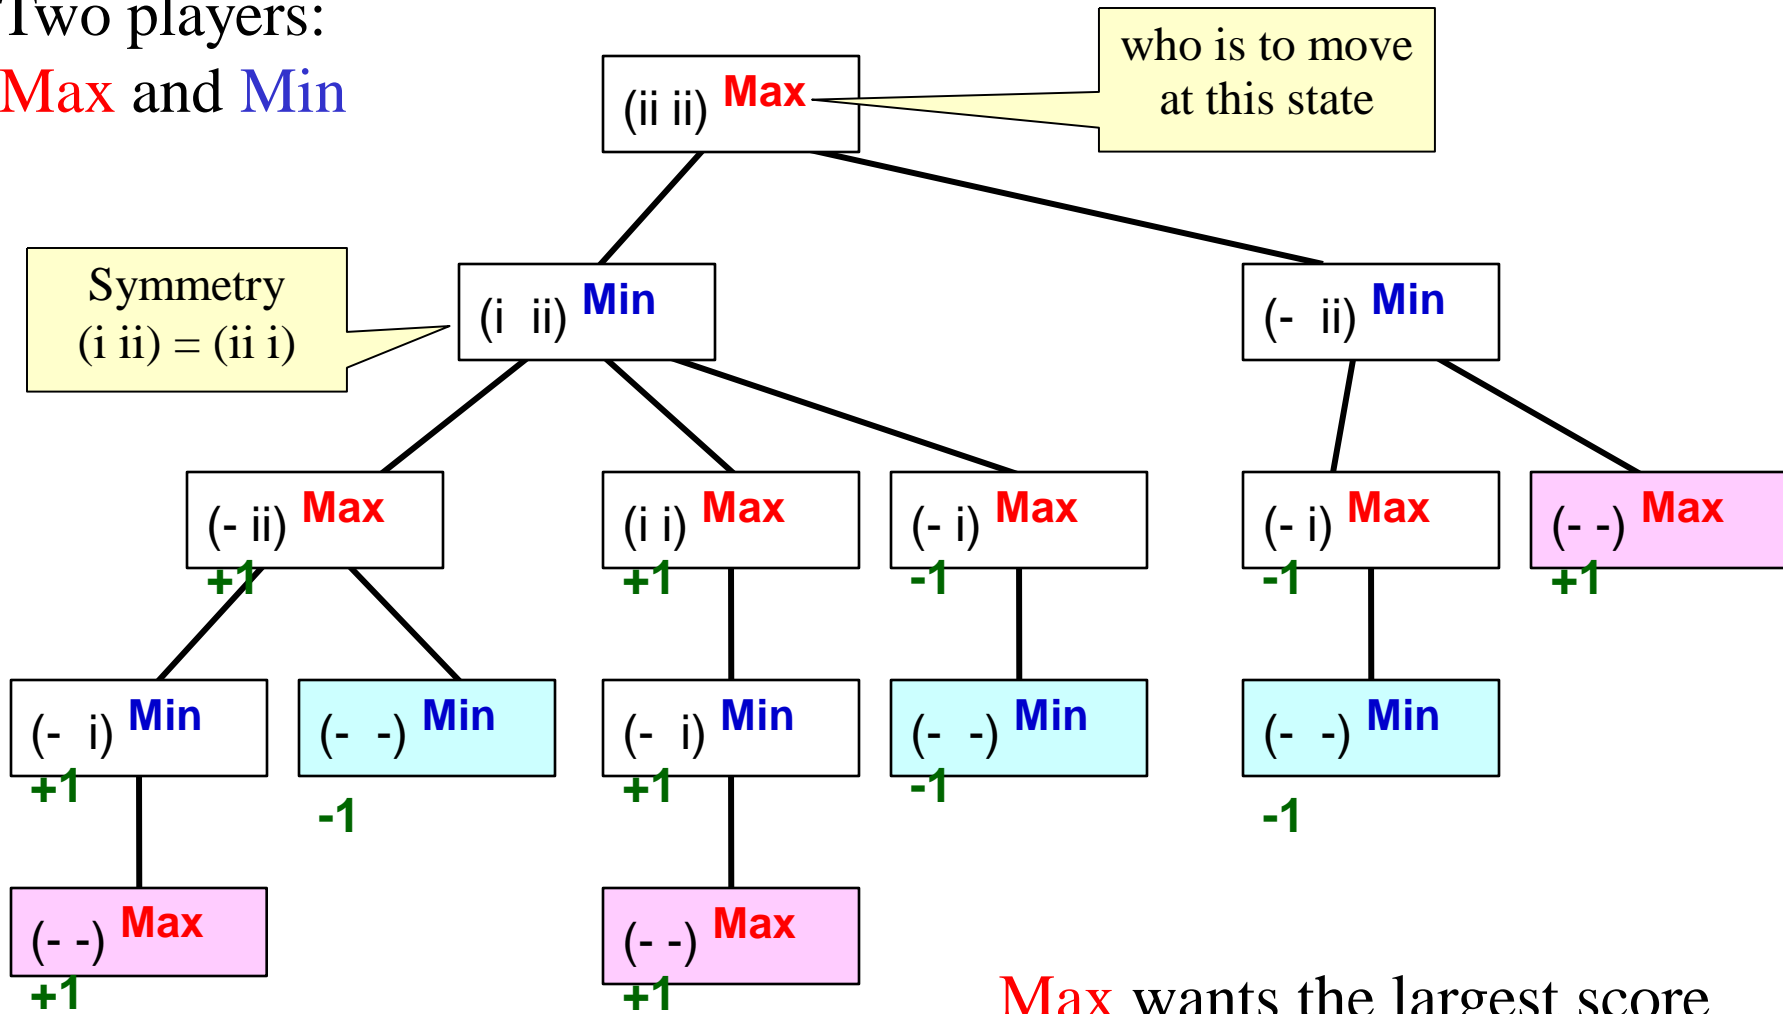 Two players:
Max and Min
who is to move
at this state
(ii ii) Max
Symmetry
(i ii) = (ii i)
(i ii) Min
(- ii) Min
(- ii) Max
+1
(i i) Max
+1
(- i) Max
-1
(- i) Max
-1
(- -) Max
+1
(- i) Min
+1
(- -) Min
-1
(- i) Min
+1
(- -) Min
-1
(- -) Min
-1
(- -) Max
+1
(- -) Max
+1
Max wants the largest score